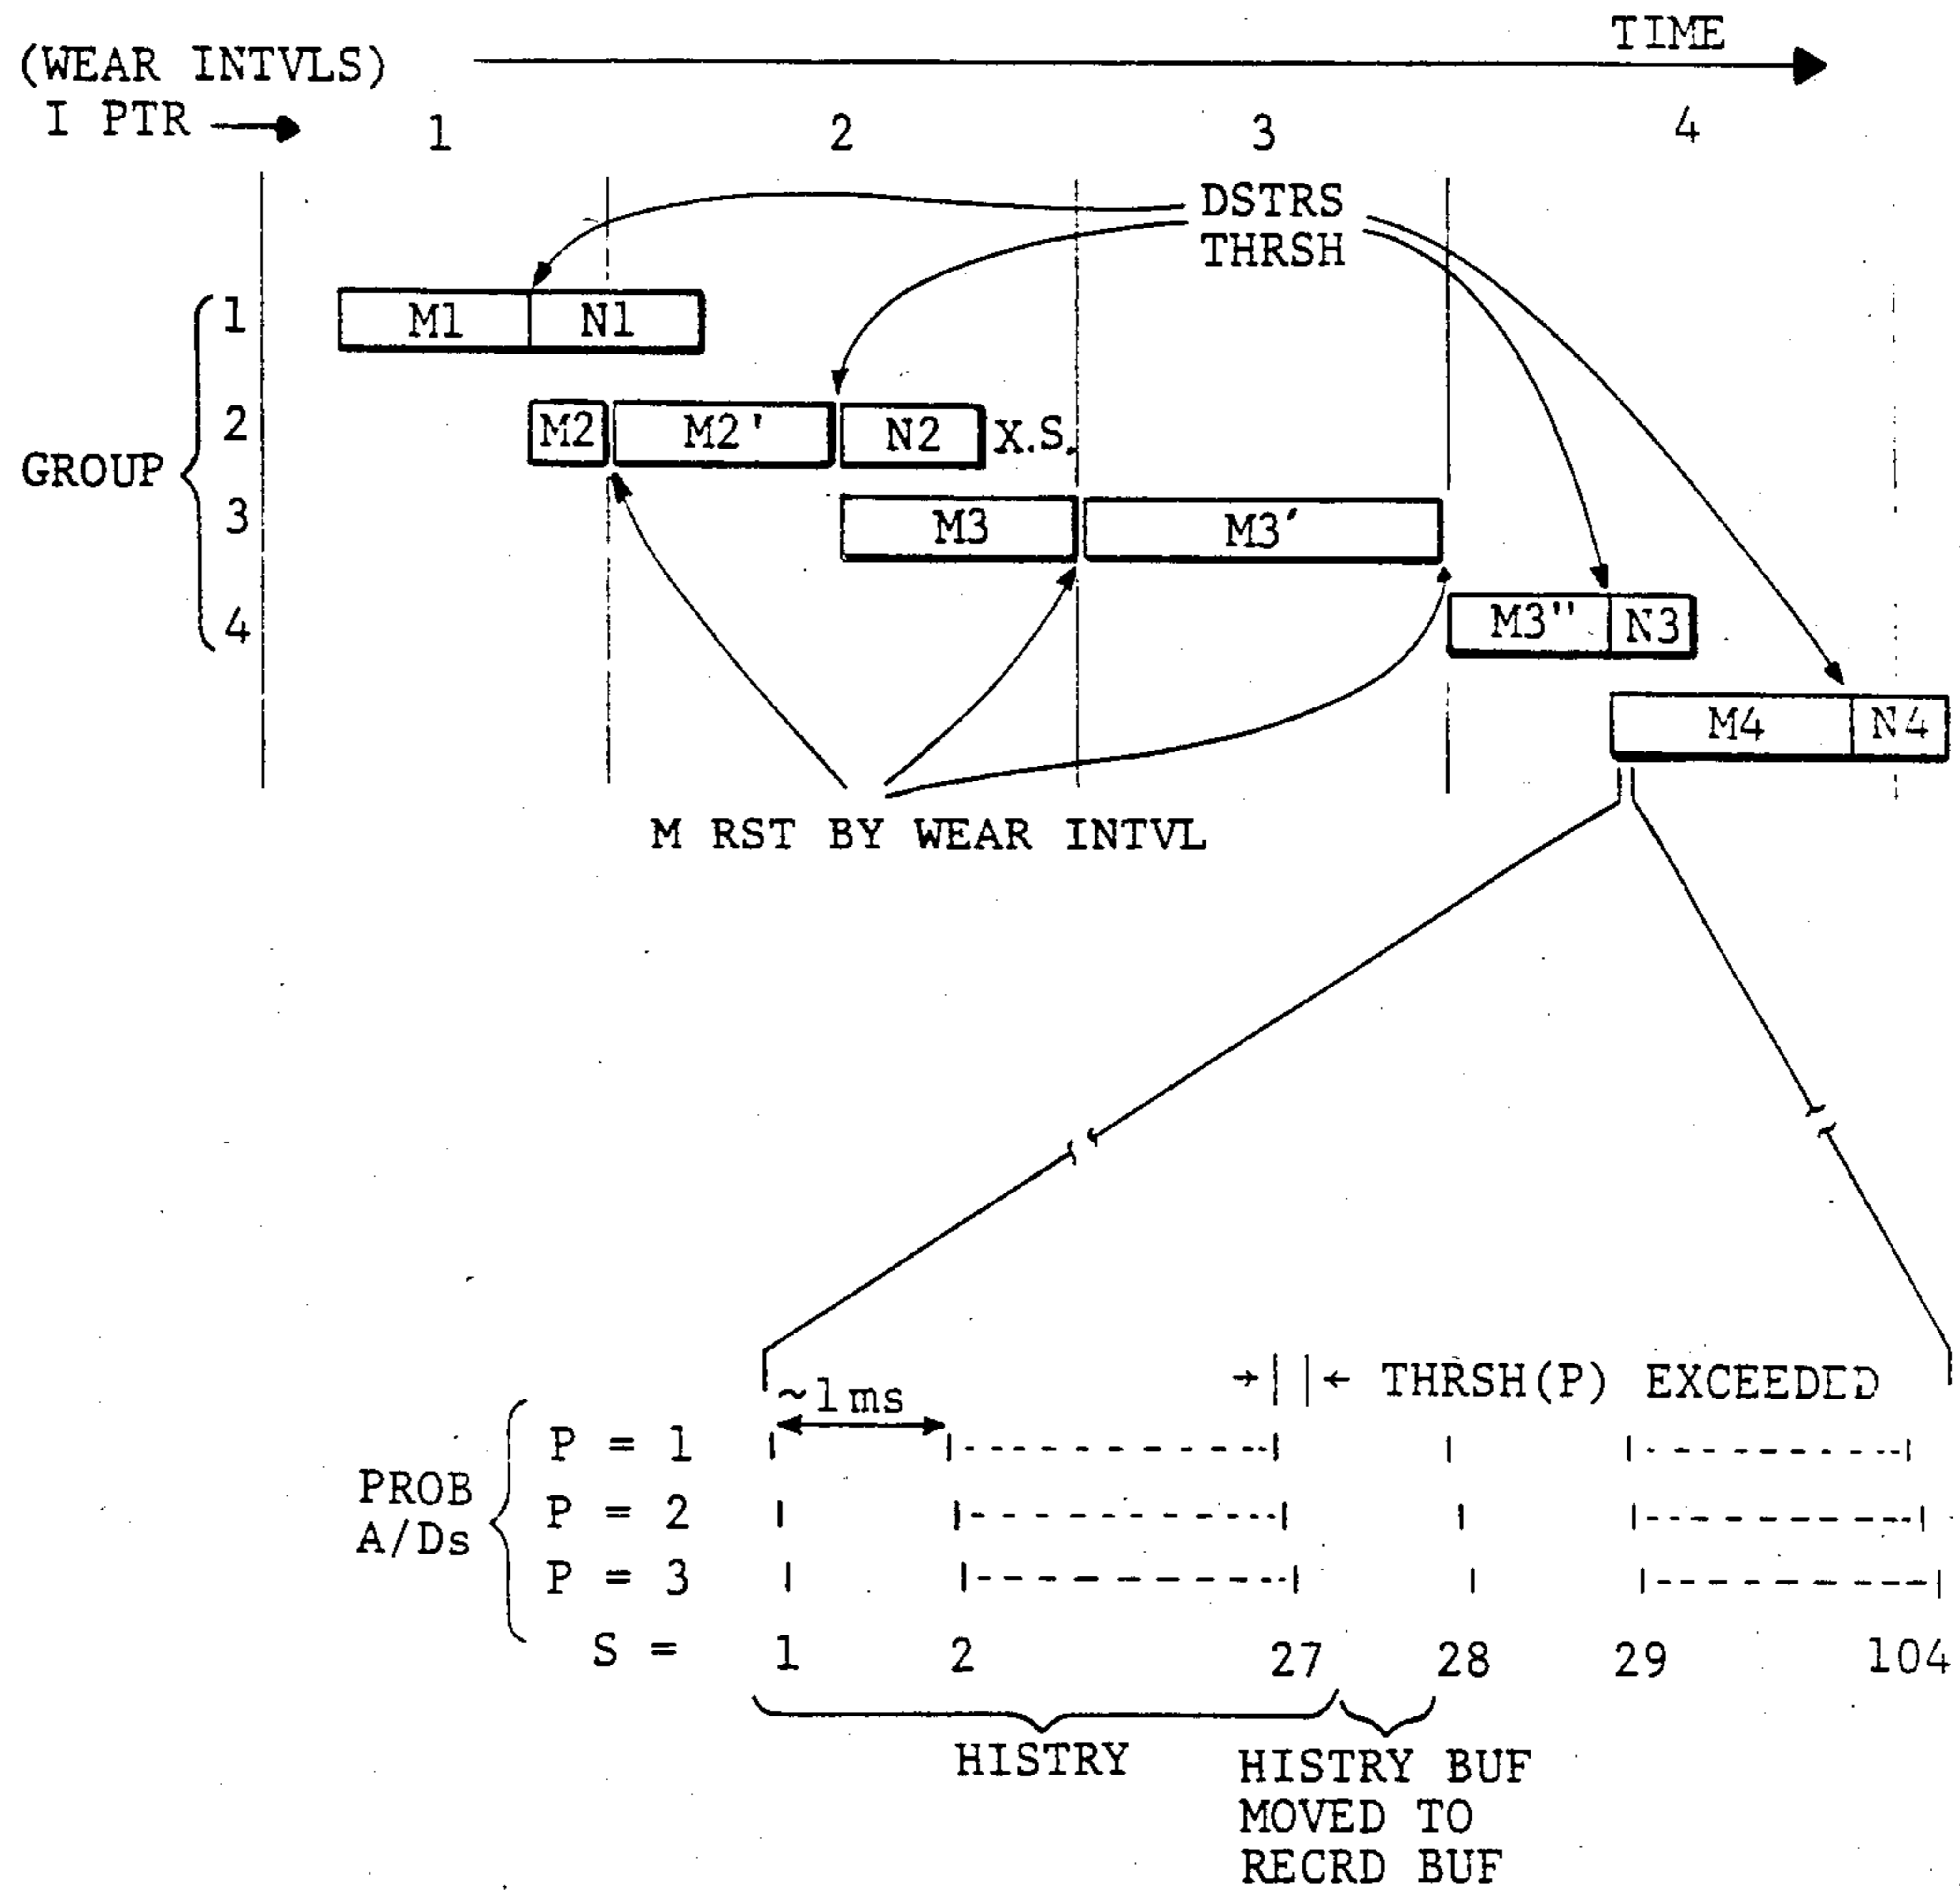 TIME
(WEAR INTVLS)
I PTR
1 2 3 4
DSTRS
THRSH
1
M1 N1
2
M2 M2' N2 X.S.
GROUP
3
M3 M3'
4
M3" N3
M4 N4
M RST BY WEAR INTVL
THRSH(P) EXCEEDED
~1ms
P = 1
PROB
A/Ds
P = 2
P = 3
S = 1 2 27 28 29 104
HISTRY
HISTRY BUF
MOVED TO
RECRD BUF